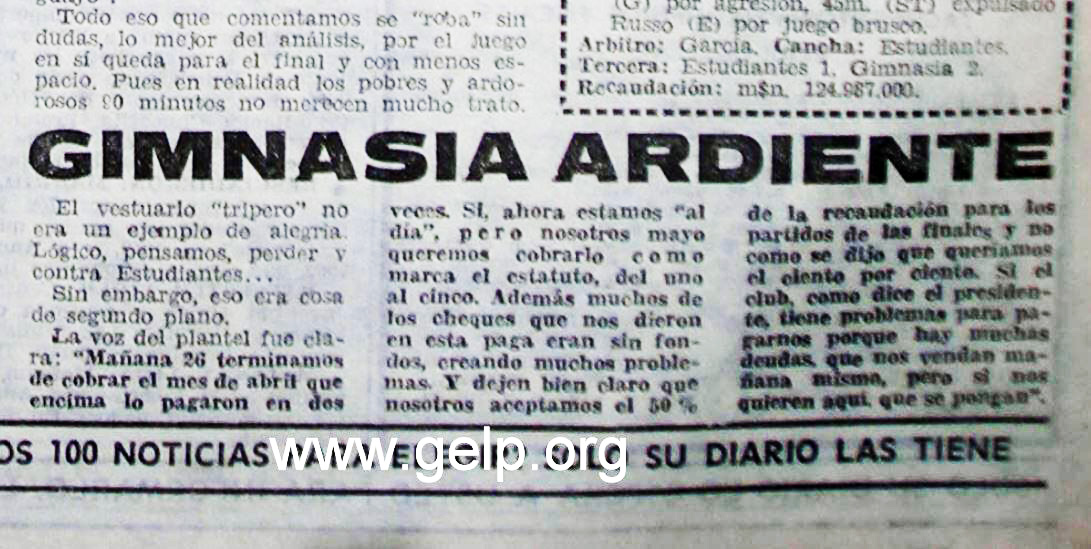 Todo eso que comentamos se "roba" sin
dudas, lo mejor del análisis, por el juego
en sí queda para el final y con menos es-
pacio. Pues en realidad los pobres y ardo-
rosos 90 minutos no merecen mucho trato.
(G) por agresión, 45m. (ST) expulsado
Russo (E) por juego brusco.
Arbitro: García. Cancha: Estudiantes.
Tercera: Estudiantes 1, Gimnasia 2.
Recaudación: m$n. 124.987.000.
GIMNASIA ARDIENTE
El vestuario "tripero" no
era un ejemplo de alegría.
Lógico, pensamos, perder y
contra Estudiantes...
Sin embargo, eso era cosa
de segundo plano.
La voz del plantel fue cla-
ra: "Mañana 26 terminamos
de cobrar el mes de abril que
encima lo pagaron en dos
veces. Sí, ahora estamos "al
día", pero nosotros mayo
queremos cobrarlo como
marca el estatuto, del uno
al cinco. Además muchos de
los cheques que nos dieron
en esta paga eran sin fon-
dos, creando muchos proble-
mas. Y dejen bien claro que
nosotros aceptamos el 50 %
de la recaudación para los
partidos de las finales y no
como se dijo que queríamos
el ciento por ciento. Si el
club, como dice el presiden-
te, tiene problemas para pa-
garnos porque hay muchas
deudas, que nos vendan ma-
ñana mismo, pero si nos
quieren aquí, que se pongan".
OS 100 NOTICIAS SOLO SU DIARIO LAS TIENE
www.gelp.org